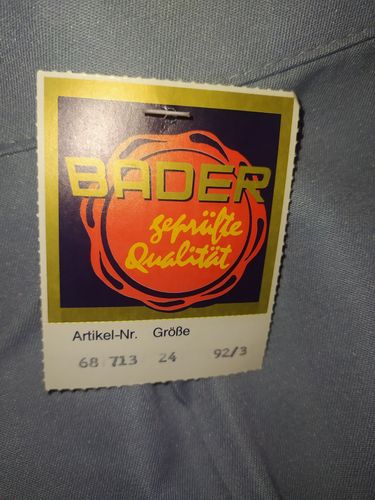 BADER
geprüfte
Qualität
Artikel-Nr. Größe
68 713 24 92/3